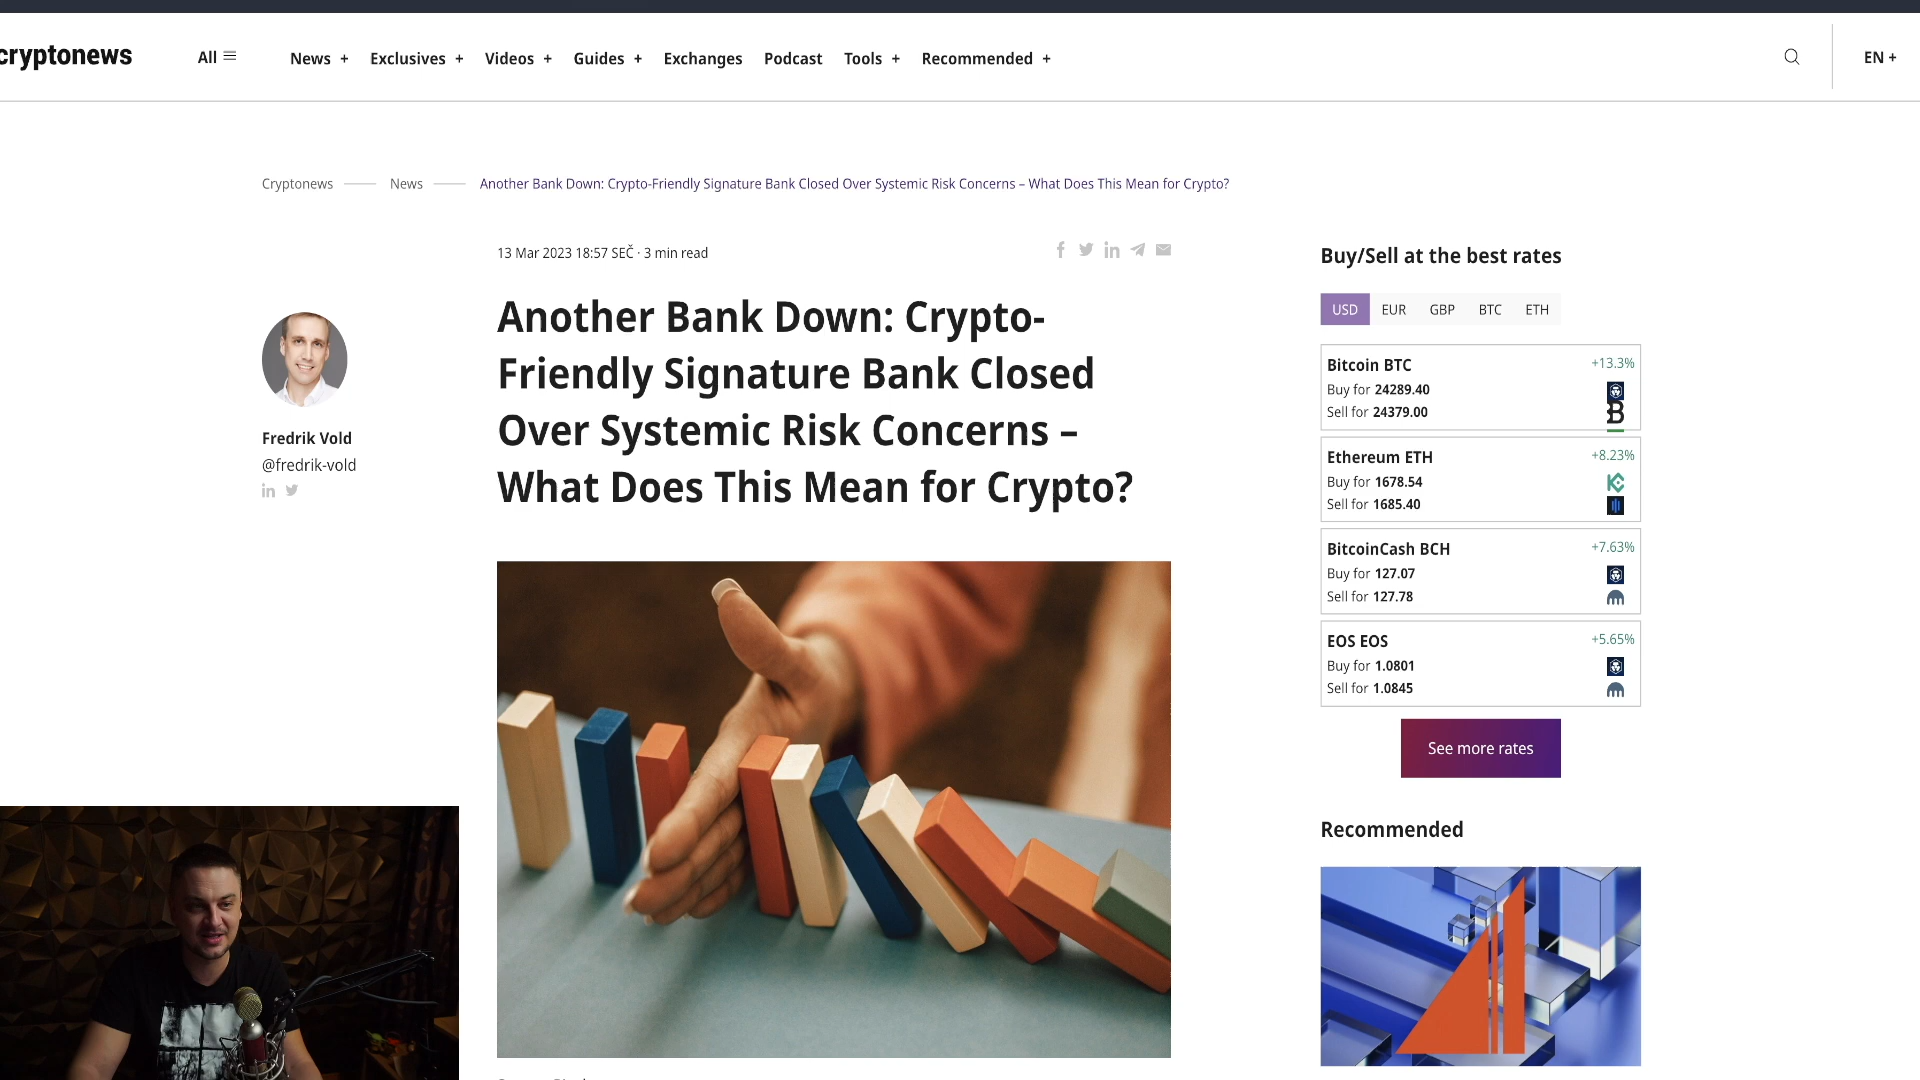 cryptonews
All
News +
Exclusives +
Videos +
Guides +
Exchanges
Podcast
Tools +
Recommended +
EN +
Cryptonews
News
Another Bank Down: Crypto-Friendly Signature Bank Closed Over Systemic Risk Concerns – What Does This Mean for Crypto?
13 Mar 2023 18:57 SEČ · 3 min read
Another Bank Down: Crypto-
Friendly Signature Bank Closed
Over Systemic Risk Concerns –
What Does This Mean for Crypto?
Fredrik Vold
@fredrik-vold
Buy/Sell at the best rates
USD EUR GBP BTC ETH
Bitcoin BTC +13.3%
Buy for 24289.40
Sell for 24379.00
Ethereum ETH +8.23%
Buy for 1678.54
Sell for 1685.40
BitcoinCash BCH +7.63%
Buy for 127.07
Sell for 127.78
EOS EOS +5.65%
Buy for 1.0801
Sell for 1.0845
See more rates
Recommended